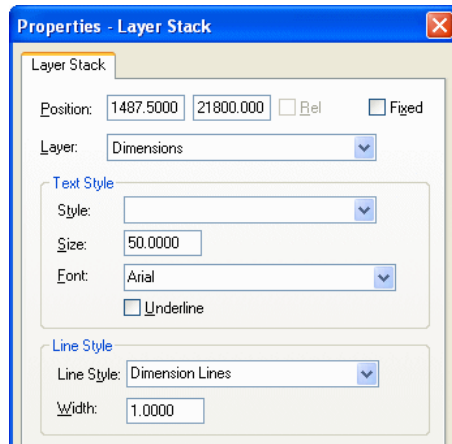 Properties - Layer Stack
Layer Stack
Position: 1487.5000 21800.000 Rel Fixed
Layer: Dimensions
Text Style
Style:
Size: 50.0000
Font: Arial
Underline
Line Style
Line Style: Dimension Lines
Width: 1.0000